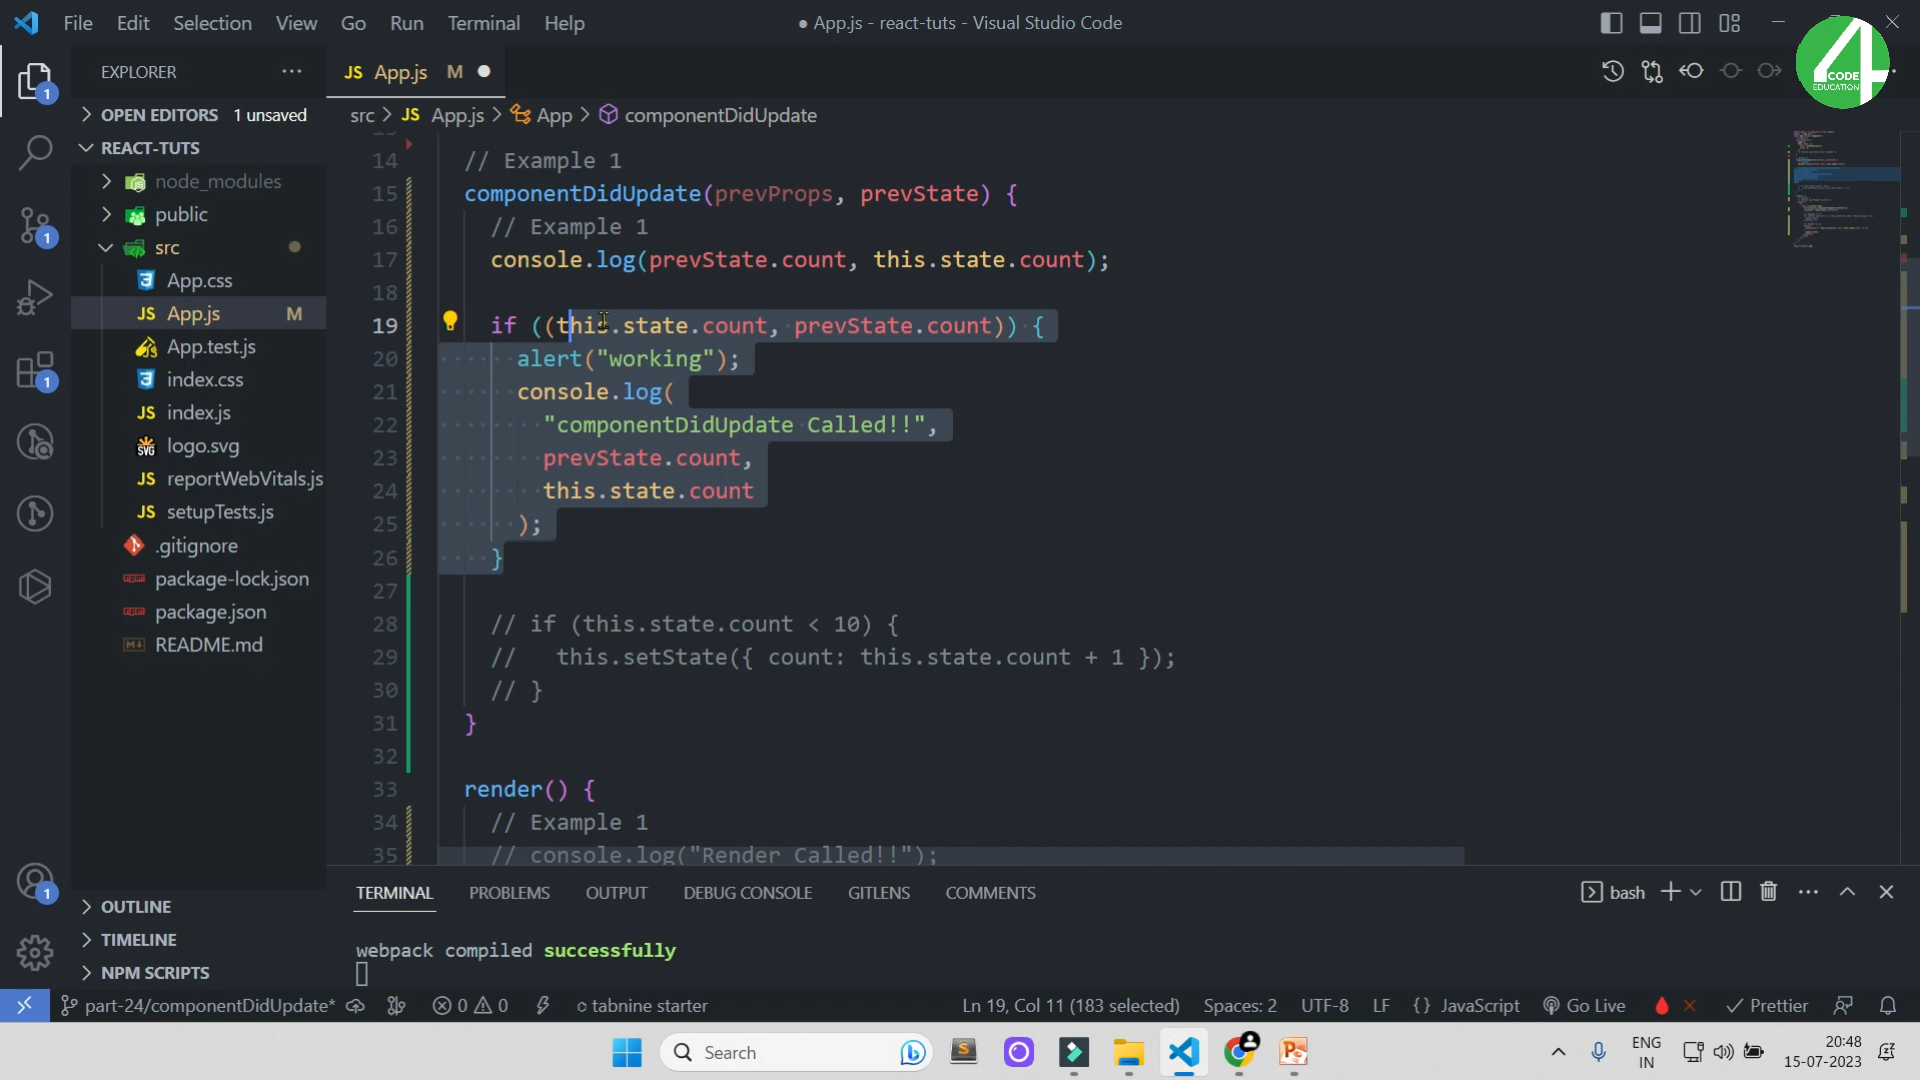 File Edit Selection View Go Run Terminal Help
● App.js - react-tuts - Visual Studio Code
4 CODE EDUCATION
EXPLORER ...
JS App.js M ●
OPEN EDITORS 1 unsaved
src > JS App.js > App > componentDidUpdate
REACT-TUTS
node_modules
public
src
App.css
JS App.js M
App.test.js
index.css
JS index.js
SVG logo.svg
JS reportWebVitals.js
JS setupTests.js
.gitignore
package-lock.json
package.json
README.md
OUTLINE
TIMELINE
NPM SCRIPTS
14 // Example 1
15 componentDidUpdate(prevProps, prevState) {
16 // Example 1
17 console.log(prevState.count, this.state.count);
18
19 if ((this.state.count, prevState.count)) {
20 alert("working");
21 console.log(
22 "componentDidUpdate Called!!",
23 prevState.count,
24 this.state.count
25 );
26 }
27
28 // if (this.state.count < 10) {
29 //   this.setState({ count: this.state.count + 1 });
30 // }
31 }
32
33 render() {
34 // Example 1
35 // console.log("Render Called!!");
TERMINAL PROBLEMS OUTPUT DEBUG CONSOLE GITLENS COMMENTS
bash
webpack compiled successfully
part-24/componentDidUpdate* 0 0 tabnine starter
Ln 19, Col 11 (183 selected) Spaces: 2 UTF-8 LF {} JavaScript Go Live Prettier
Search
ENG IN
20:48
15-07-2023